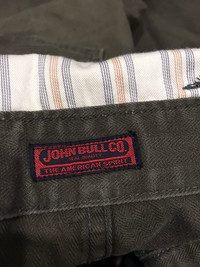 JOHN BULL CO.
THE AMERICAN SPIRIT